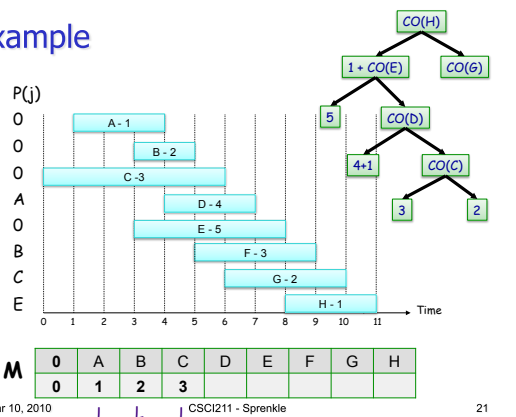 xample
CO(H)
1 + CO(E)
CO(G)
5
CO(D)
4+1
CO(C)
3
2
P(j)
0
A - 1
0
B - 2
0
C -3
A
D - 4
0
E - 5
B
F - 3
C
G - 2
E
H - 1
Time
0 1 2 3 4 5 6 7 8 9 10 11
M
0 A B C D E F G H
0 1 2 3
r 10, 2010
CSCI211 - Sprenkle
21